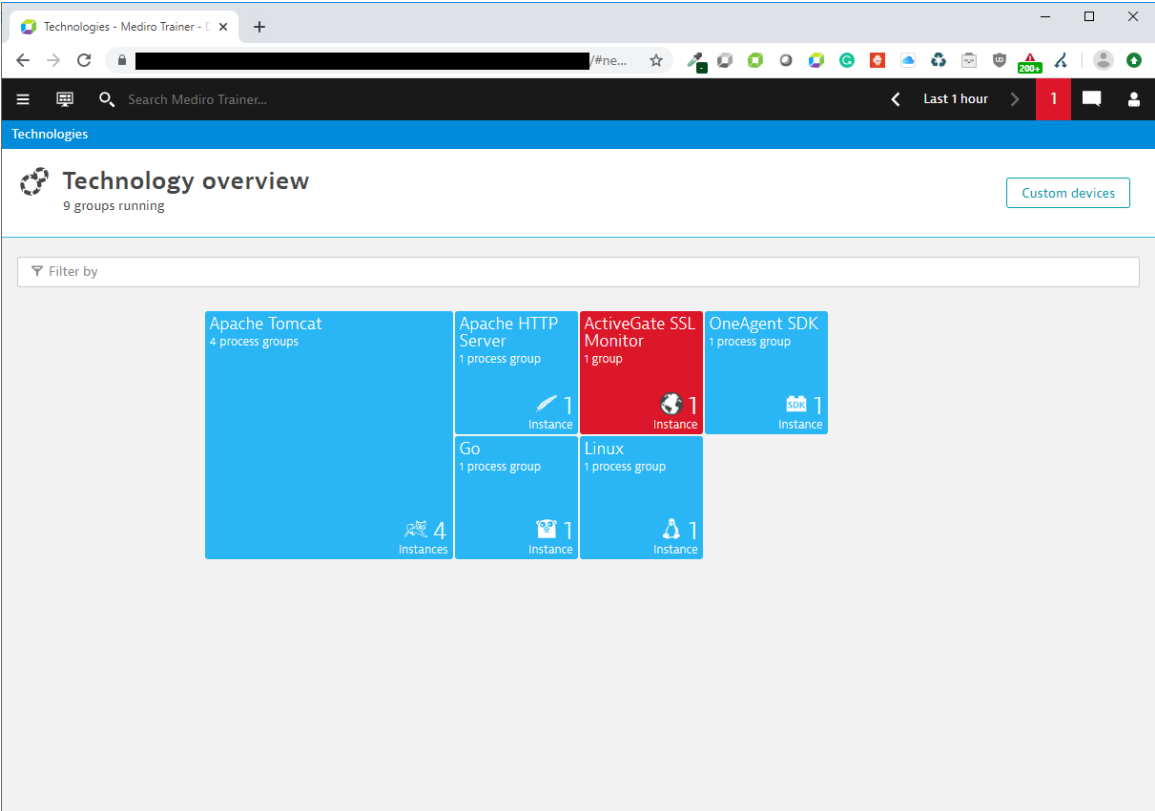 Technologies - Mediro Trainer - D
/#ne...
200+
Search Mediro Trainer...
Last 1 hour
1
Technologies
Technology overview
9 groups running
Custom devices
Filter by
Apache Tomcat
4 process groups
4
Instances
Apache HTTP
Server
1 process group
1
Instance
ActiveGate SSL
Monitor
1 group
1
Instance
OneAgent SDK
1 process group
SDK
1
Instance
Go
1 process group
1
Instance
Linux
1 process group
1
Instance